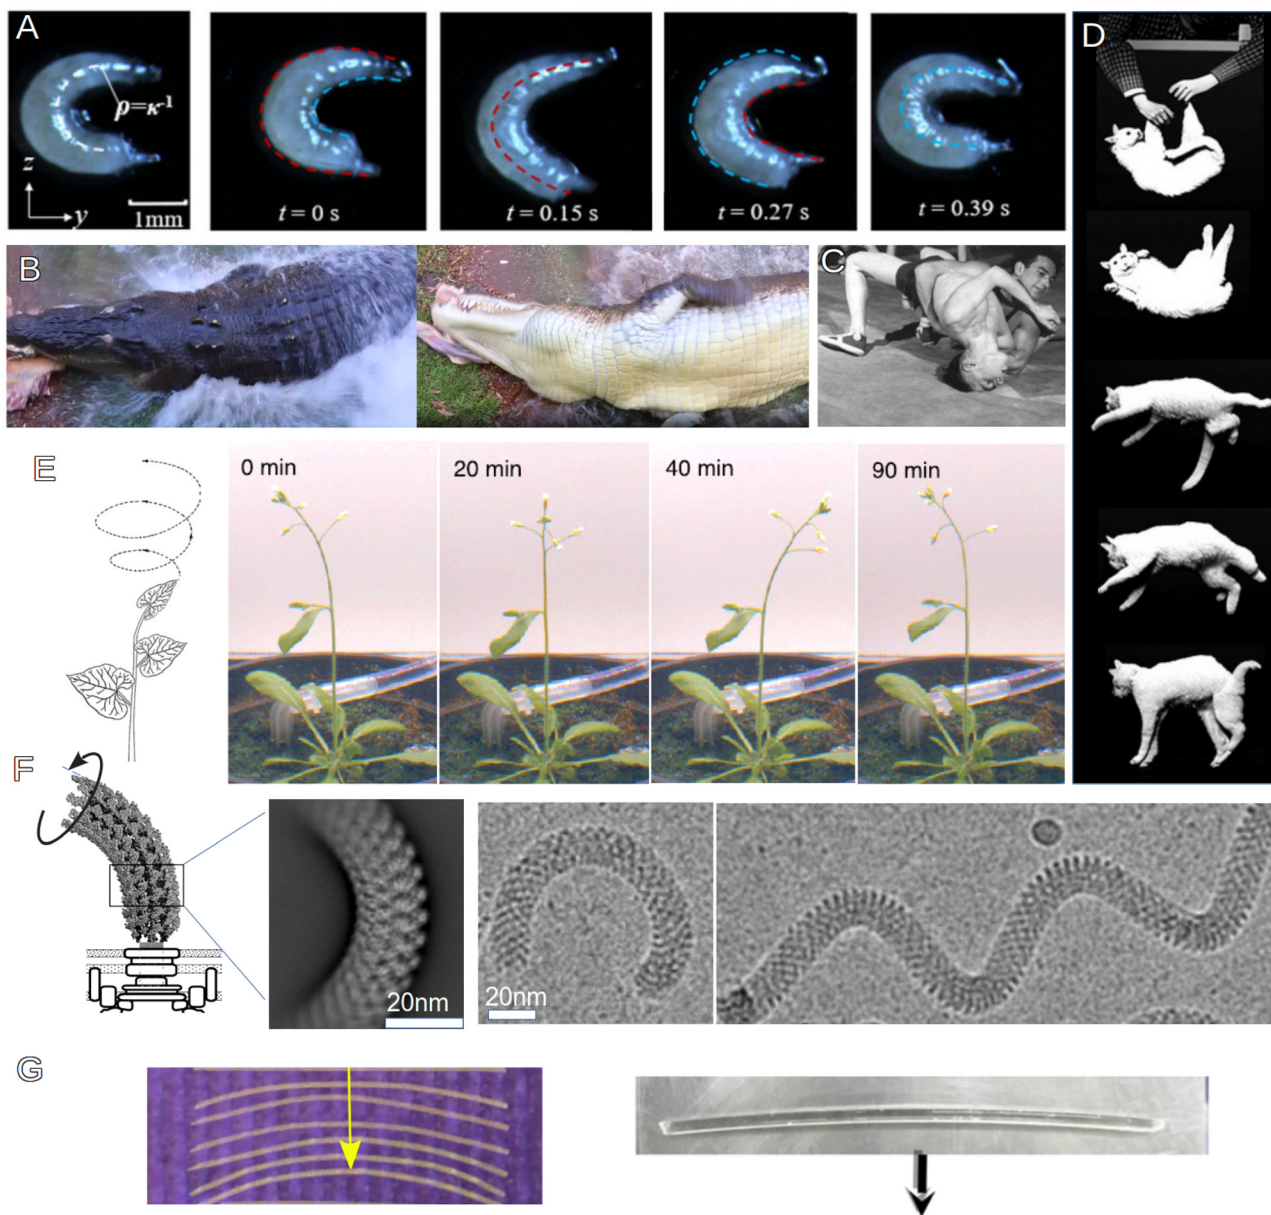 A
D
ρ=κ⁻¹
z
y
1mm
t = 0 s
t = 0.15 s
t = 0.27 s
t = 0.39 s
B
C
E
0 min
20 min
40 min
90 min
F
20nm
20nm
G